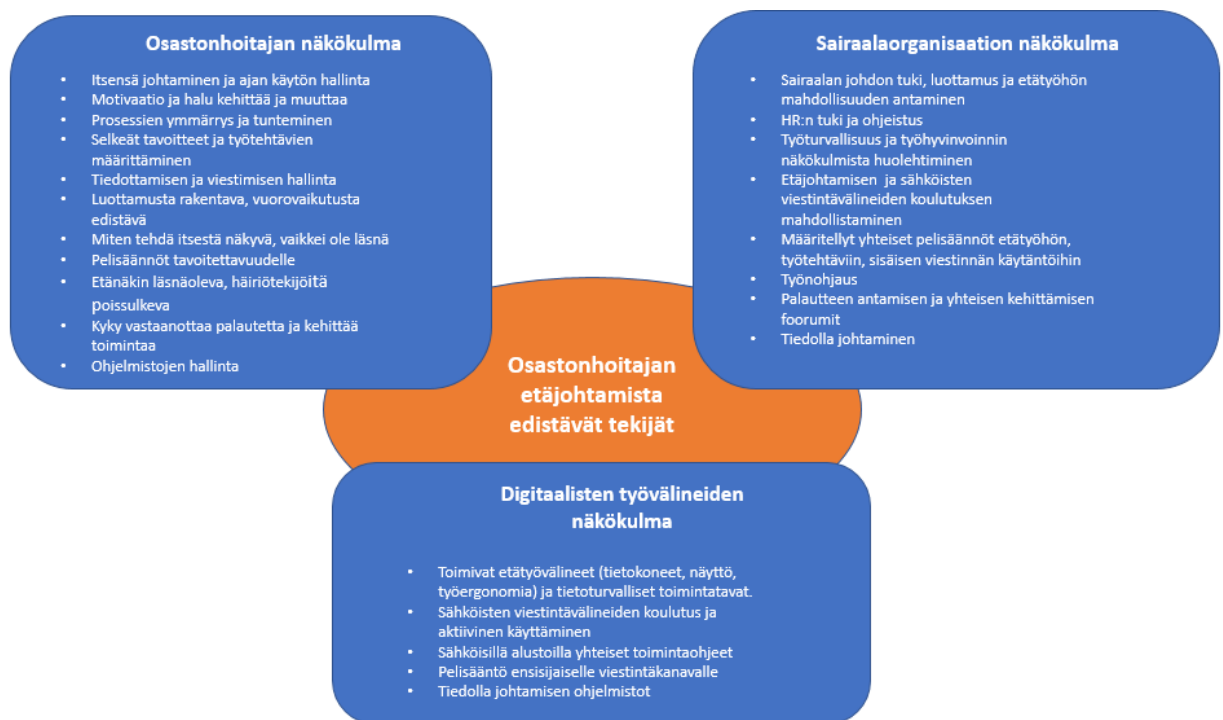 Osastonhoitajan näkökulma
• Itsensä johtaminen ja ajan käytön hallinta
• Motivaatio ja halu kehittää ja muuttaa
• Prosessien ymmärrys ja tunteminen
• Selkeät tavoitteet ja työtehtävien
määrittäminen
• Tiedottamisen ja viestimisen hallinta
• Luottamusta rakentava, vuorovaikutusta
edistävä
• Miten tehdä itsestä näkyvä, vaikkei ole läsnä
• Pelisäännöt tavoitettavuudelle
• Etänäkin läsnäoleva, häiriötekijöitä
poissulkeva
• Kyky vastaanottaa palautetta ja kehittää
toimintaa
• Ohjelmistojen hallinta
Sairaalaorganisaation näkökulma
• Sairaalan johdon tuki, luottamus ja etätyöhön
mahdollisuuden antaminen
• HR:n tuki ja ohjeistus
• Työturvallisuus ja työhyvinvoinnin
näkökulmista huolehtiminen
• Etäjohtamisen ja sähköisten
viestintävälineiden koulutuksen
mahdollistaminen
• Määritellyt yhteiset pelisäännöt etätyöhön,
työtehtäviin, sisäisen viestinnän käytäntöihin
• Työnohjaus
• Palautteen antamisen ja yhteisen kehittämisen
foorumit
• Tiedolla johtaminen
Osastonhoitajan
etäjohtamista
edistävät tekijät
Digitaalisten työvälineiden
näkökulma
• Toimivat etätyövälineet (tietokoneet, näyttö,
työergonomia) ja tietoturvalliset toimintatavat.
• Sähköisten viestintävälineiden koulutus ja
aktiivinen käyttäminen
• Sähköisillä alustoilla yhteiset toimintaohjeet
• Pelisääntö ensisijaiselle viestintäkanavalle
• Tiedolla johtamisen ohjelmistot